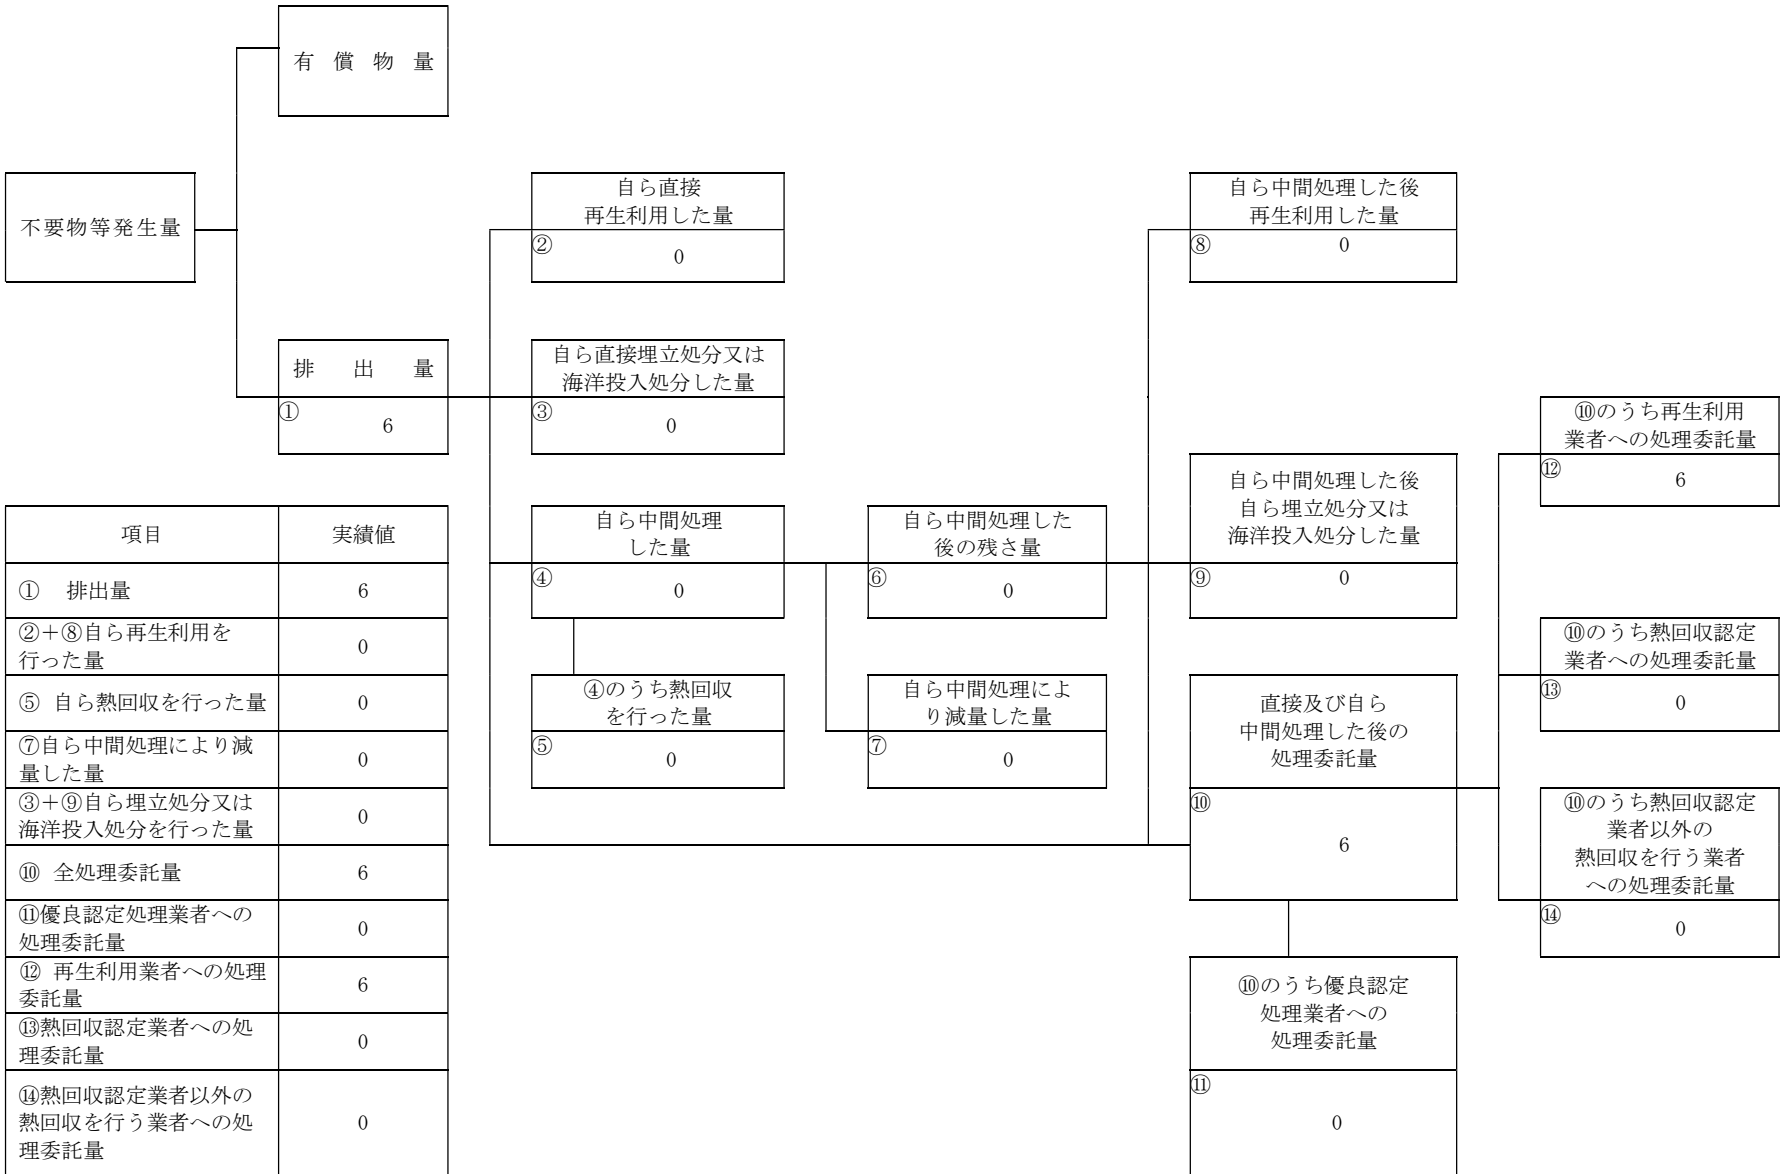 有 償 物 量
不要物等発生量
自ら直接
再生利用した量
②
0
自ら中間処理した後
再生利用した量
⑧
0
排 出 量
①
6
自ら直接埋立処分又は
海洋投入処分した量
③
0
⑩のうち再生利用
業者への処理委託量
⑫
6
自ら中間処理
した量
④
0
自ら中間処理した
後の残さ量
⑥
0
自ら中間処理した後
自ら埋立処分又は
海洋投入処分した量
⑨
0
⑩のうち熱回収認定
業者への処理委託量
⑬
0
④のうち熱回収
を行った量
⑤
0
自ら中間処理によ
り減量した量
⑦
0
直接及び自ら
中間処理した後の
処理委託量
⑩
6
⑩のうち熱回収認定
業者以外の
熱回収を行う業者
への処理委託量
⑭
0
⑩のうち優良認定
処理業者への
処理委託量
⑪
0
項目 実績値
① 排出量 6
②+⑧自ら再生利用を
行った量
0
⑤ 自ら熱回収を行った量 0
⑦自ら中間処理により減
量した量
0
③+⑨自ら埋立処分又は
海洋投入処分を行った量
0
⑩ 全処理委託量 6
⑪優良認定処理業者への
処理委託量
0
⑫ 再生利用業者への処理
委託量
6
⑬熱回収認定業者への処
理委託量
0
⑭熱回収認定業者以外の
熱回収を行う業者への処
理委託量
0